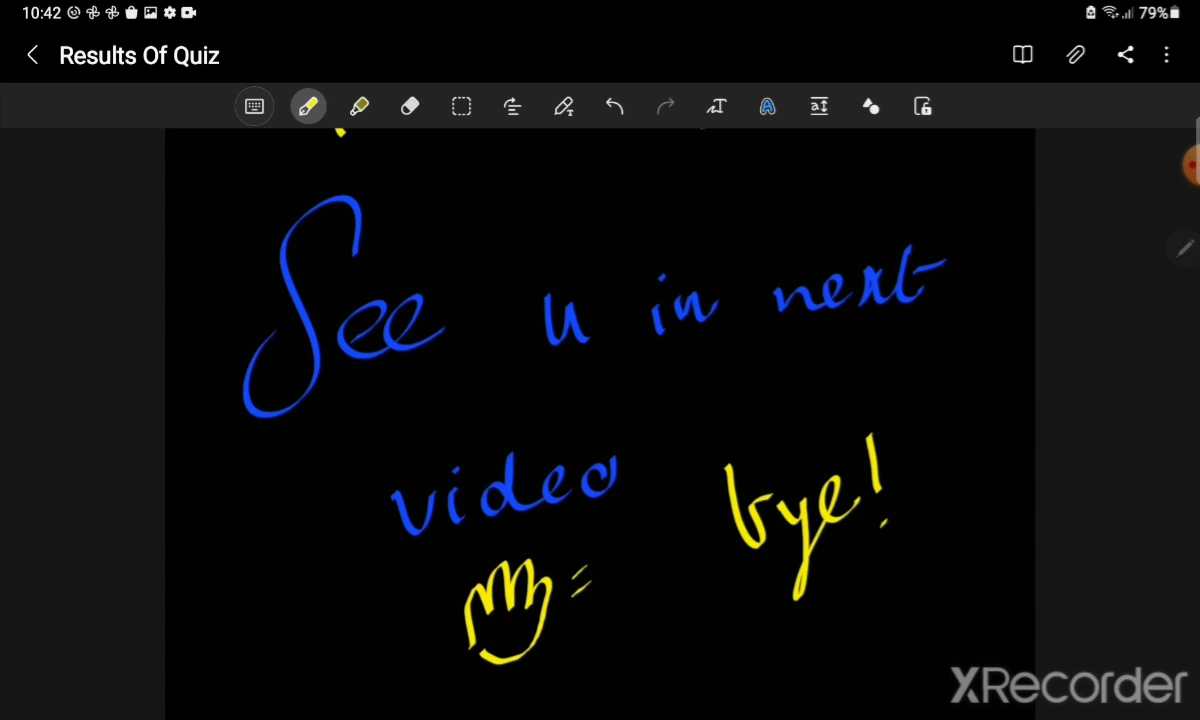 10:42 79%
Results Of Quiz
See u in next
video bye!
XRecorder